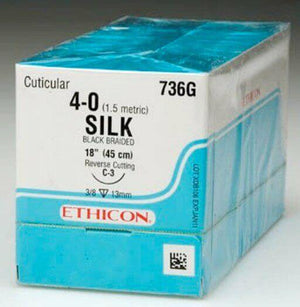 Cuticular
736G
4-0 (1.5 metric)
SILK
BLACK BRAIDED
18" (45 cm)
Reverse Cutting
C-3
3/8 13mm
ETHICON